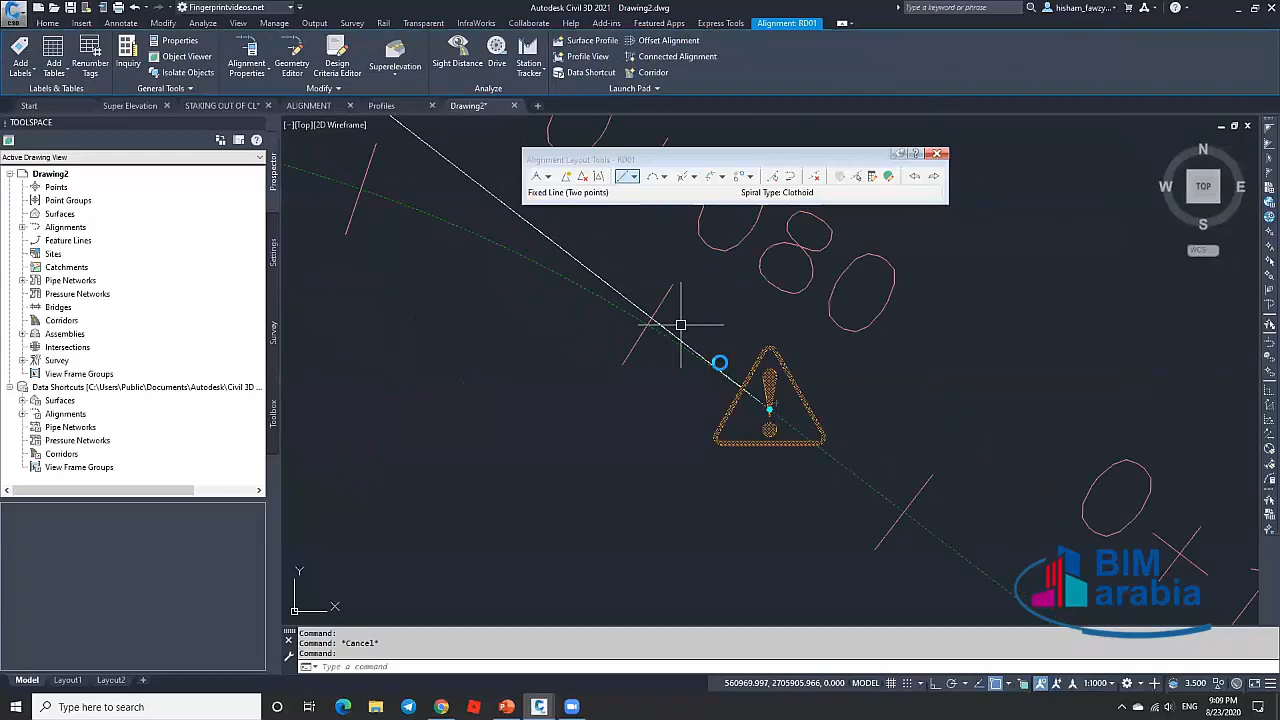 Fingerprintvideos.net
Autodesk Civil 3D 2021 Drawing2.dwg
Type a keyword or phrase
hisham_fawzy...
Home Insert Annotate Modify Analyze View Manage Output Survey Rail Transparent InfraWorks Collaborate Help Add-ins Featured Apps Express Tools Alignment: RD01
Add Labels
Add Tables
Renumber Tags
Inquiry
Properties
Object Viewer
Isolate Objects
Alignment Properties
Geometry Editor
Design Criteria Editor
Superelevation
Sight Distance
Drive
Station Tracker
Surface Profile
Profile View
Data Shortcut
Offset Alignment
Connected Alignment
Corridor
Labels & Tables
General Tools
Modify
Analyze
Launch Pad
Start
Super Elevation
STAKING OUT OF CL*
ALIGNMENT
Profiles
Drawing2*
TOOLSPACE
Active Drawing View
Drawing2
Points
Point Groups
Surfaces
Alignments
Feature Lines
Sites
Catchments
Pipe Networks
Pressure Networks
Bridges
Corridors
Assemblies
Intersections
Survey
View Frame Groups
Data Shortcuts [C:\Users\Public\Documents\Autodesk\Civil 3D ...
Surfaces
Alignments
Pipe Networks
Pressure Networks
Corridors
View Frame Groups
Prospector
Settings
Survey
Toolbox
[−][Top][2D Wireframe]
Alignment Layout Tools - RD01
Fixed Line (Two points)
Spiral Type: Clothoid
N
W
TOP
E
S
WCS
Y
X
BIM
arabia
Command:
Command: *Cancel*
Command:
Type a command
Model Layout1 Layout2
560969.997, 2705905.966, 0.000 MODEL
1:1000
3.500
Type here to search
9:09 PM
8/23/2020